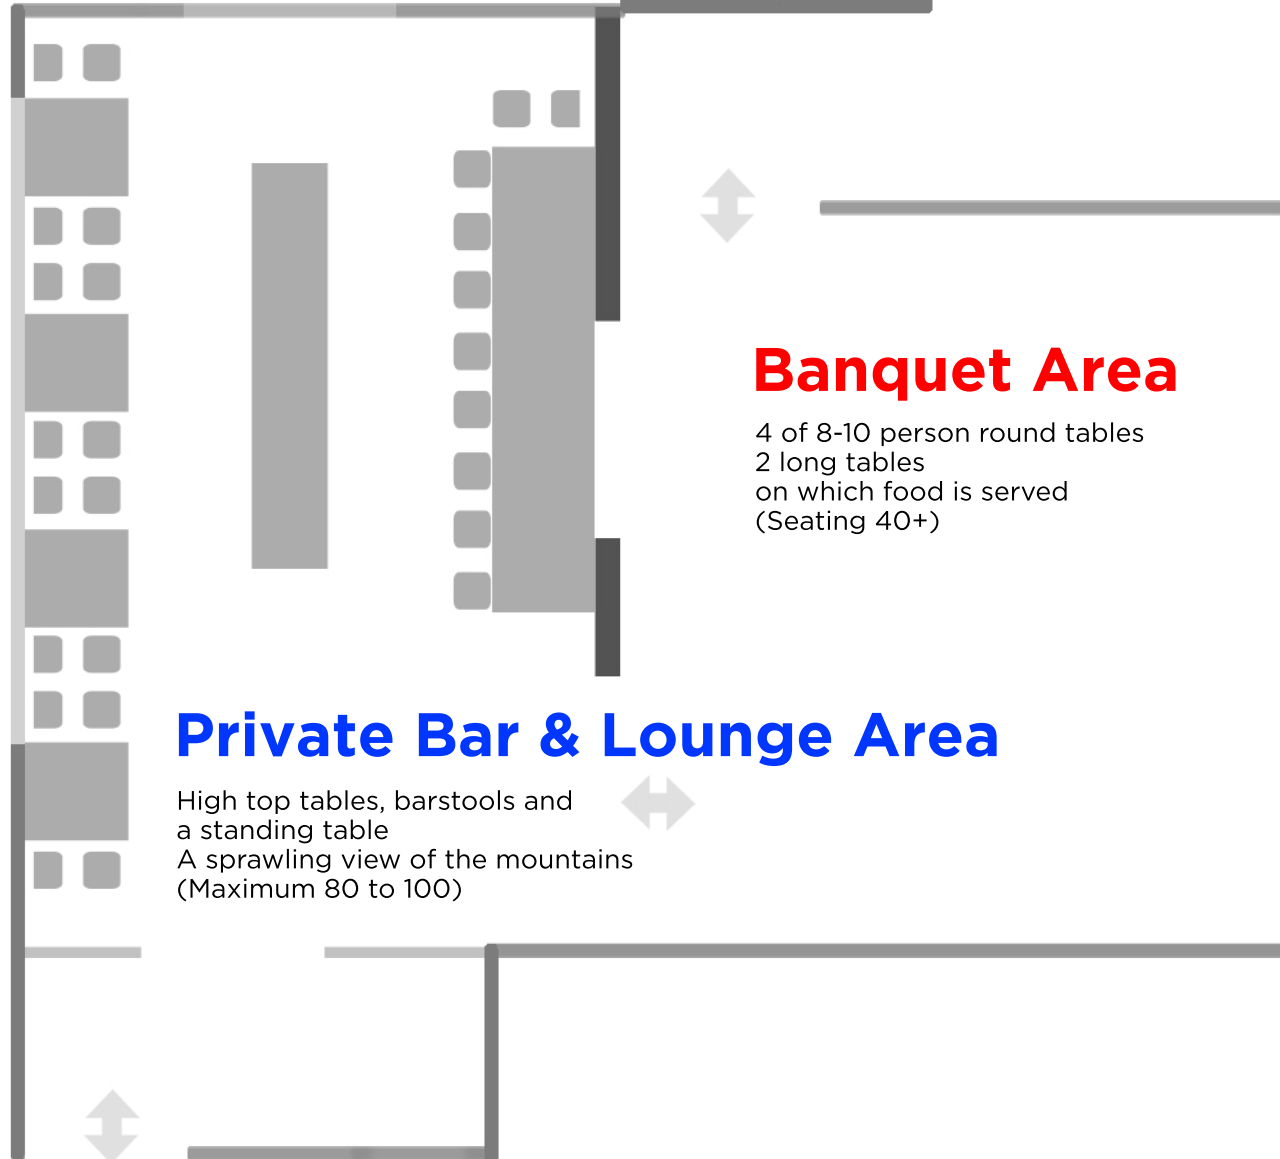 Banquet Area
4 of 8-10 person round tables
2 long tables
on which food is served
(Seating 40+)
Private Bar & Lounge Area
High top tables, barstools and
a standing table
A sprawling view of the mountains
(Maximum 80 to 100)